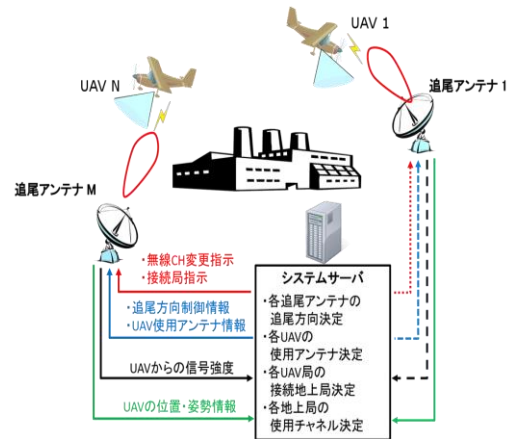 UAV 1
UAV N
追尾アンテナ 1
追尾アンテナ M
・無線CH変更指示
・接続局指示
・追尾方向制御情報
・UAV使用アンテナ情報
UAVからの信号強度
UAVの位置・姿勢情報
システムサーバ
・各追尾アンテナの
追尾方向決定
・各UAVの
使用アンテナ決定
・各UAV局の
接続地上局決定
・各地上局の
使用チャネル決定